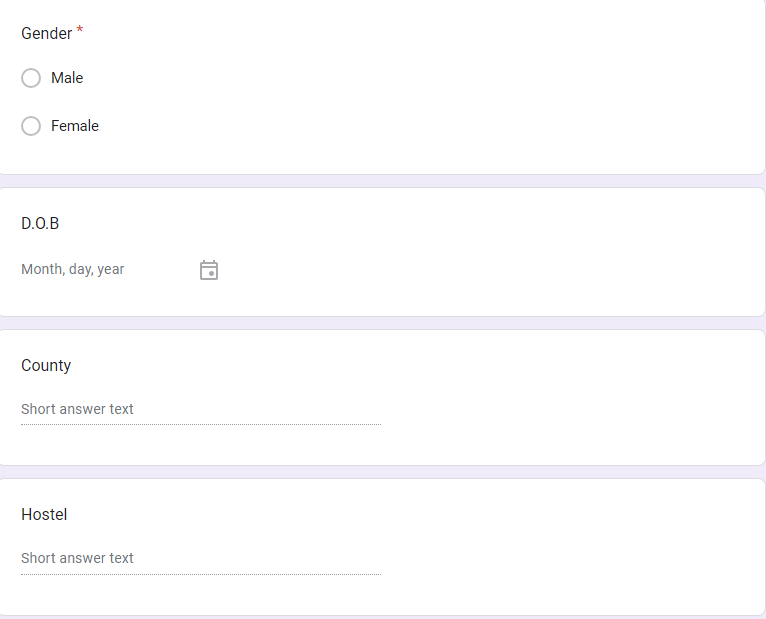 Gender *
Male
Female
D.O.B
Month, day, year
County
Short answer text
Hostel
Short answer text